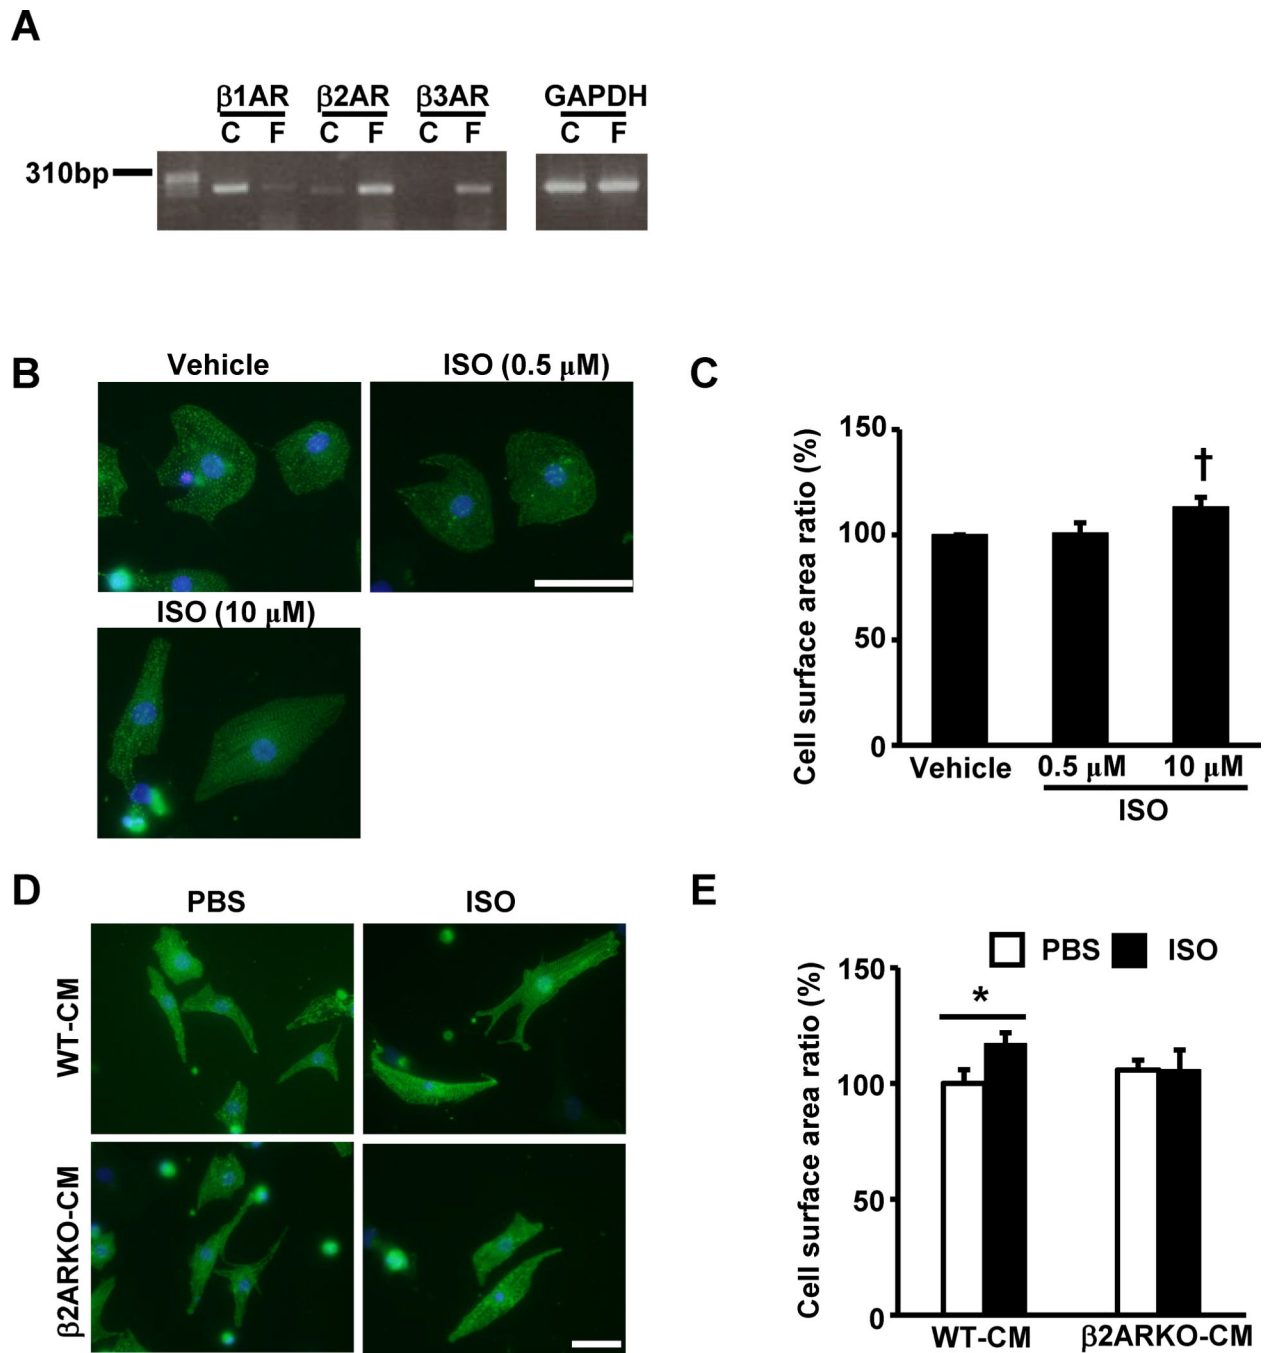 A
β1AR β2AR β3AR GAPDH
C F C F C F C F
310bp
B
Vehicle ISO (0.5 μM)
ISO (10 μM)
C
Cell surface area ratio (%)
150
100
50
0
†
Vehicle 0.5 μM 10 μM
ISO
D
PBS ISO
WT-CM
β2ARKO-CM
E
PBS ISO
Cell surface area ratio (%)
150
100
50
0
*
WT-CM β2ARKO-CM